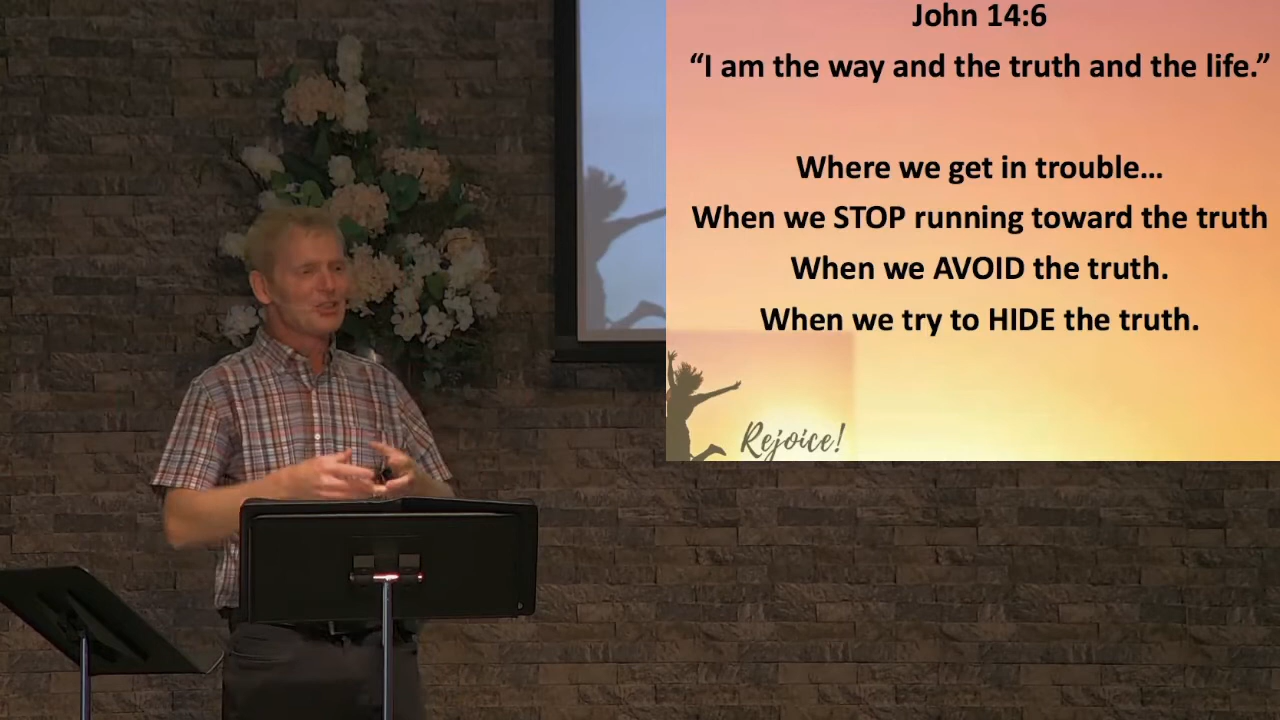 John 14:6
“I am the way and the truth and the life.”
Where we get in trouble...
When we STOP running toward the truth
When we AVOID the truth.
When we try to HIDE the truth.
Rejoice!